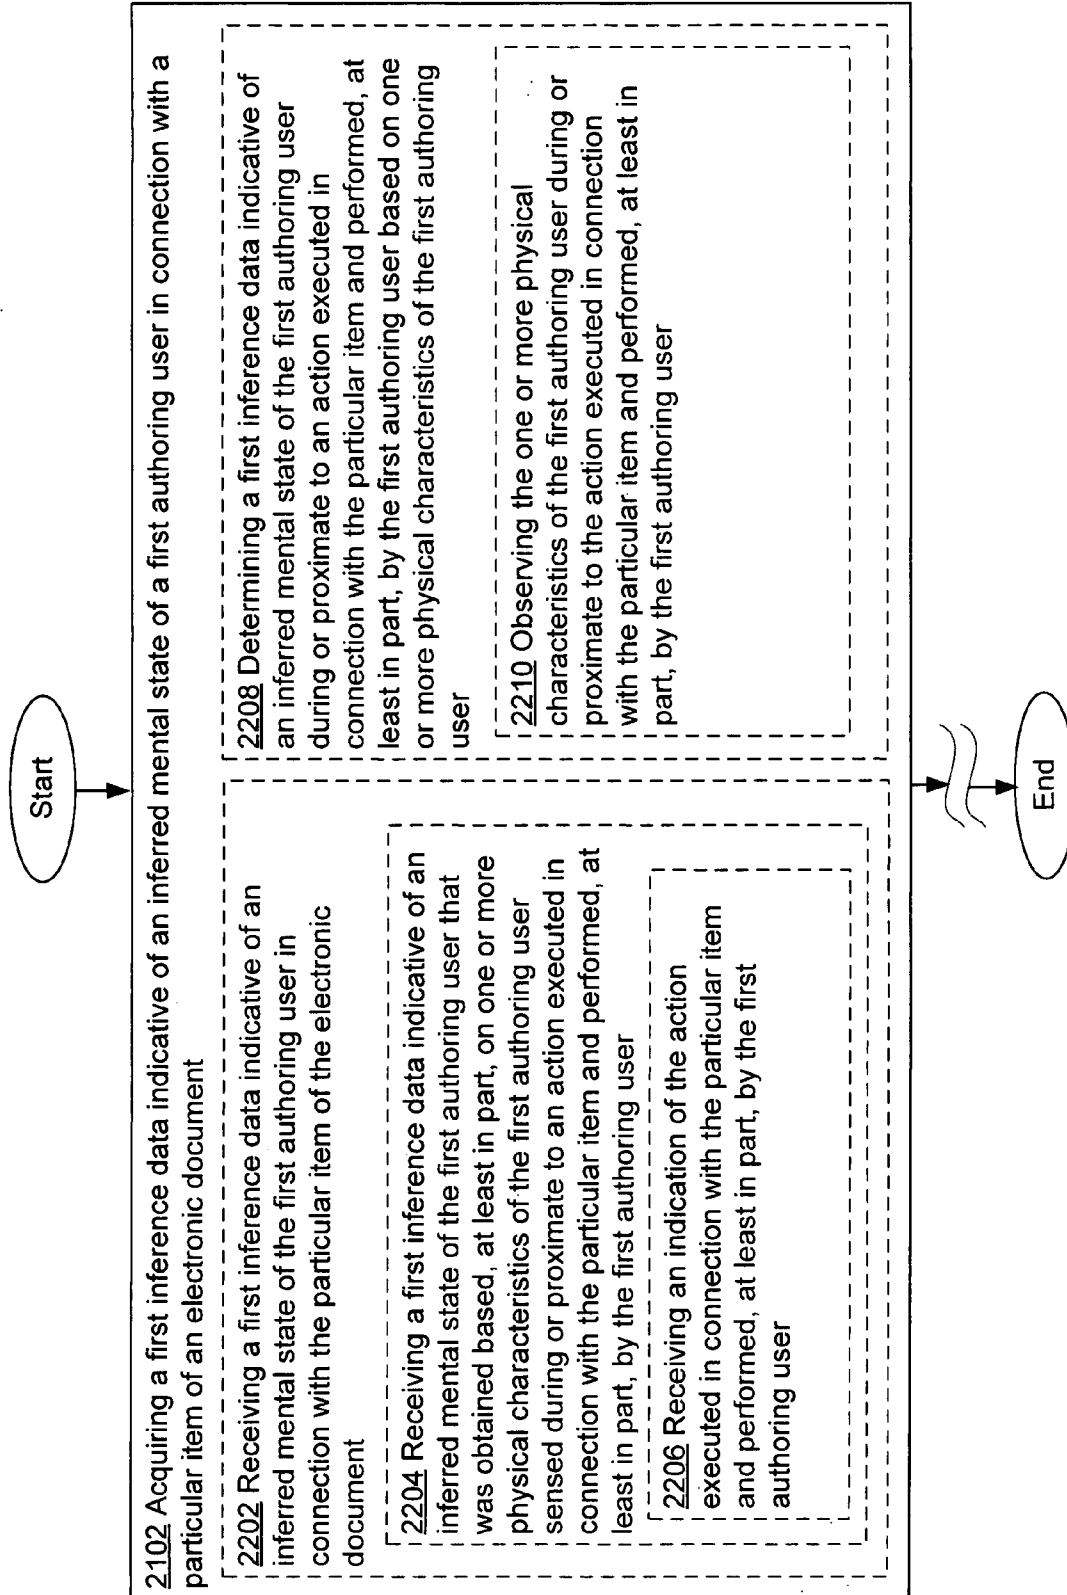 Start
2102 Acquiring a first inference data indicative of an inferred mental state of a first authoring user in connection with a
particular item of an electronic document
2202 Receiving a first inference data indicative of an
inferred mental state of the first authoring user in
connection with the particular item of the electronic
document
2204 Receiving a first inference data indicative of an
inferred mental state of the first authoring user that
was obtained based, at least in part, on one or more
physical characteristics of the first authoring user
sensed during or proximate to an action executed in
connection with the particular item and performed, at
least in part, by the first authoring user
2206 Receiving an indication of the action
executed in connection with the particular item
and performed, at least in part, by the first
authoring user
2208 Determining a first inference data indicative of
an inferred mental state of the first authoring user
during or proximate to an action executed in
connection with the particular item and performed, at
least in part, by the first authoring user based on one
or more physical characteristics of the first authoring
user
2210 Observing the one or more physical
characteristics of the first authoring user during or
proximate to the action executed in connection
with the particular item and performed, at least in
part, by the first authoring user
End